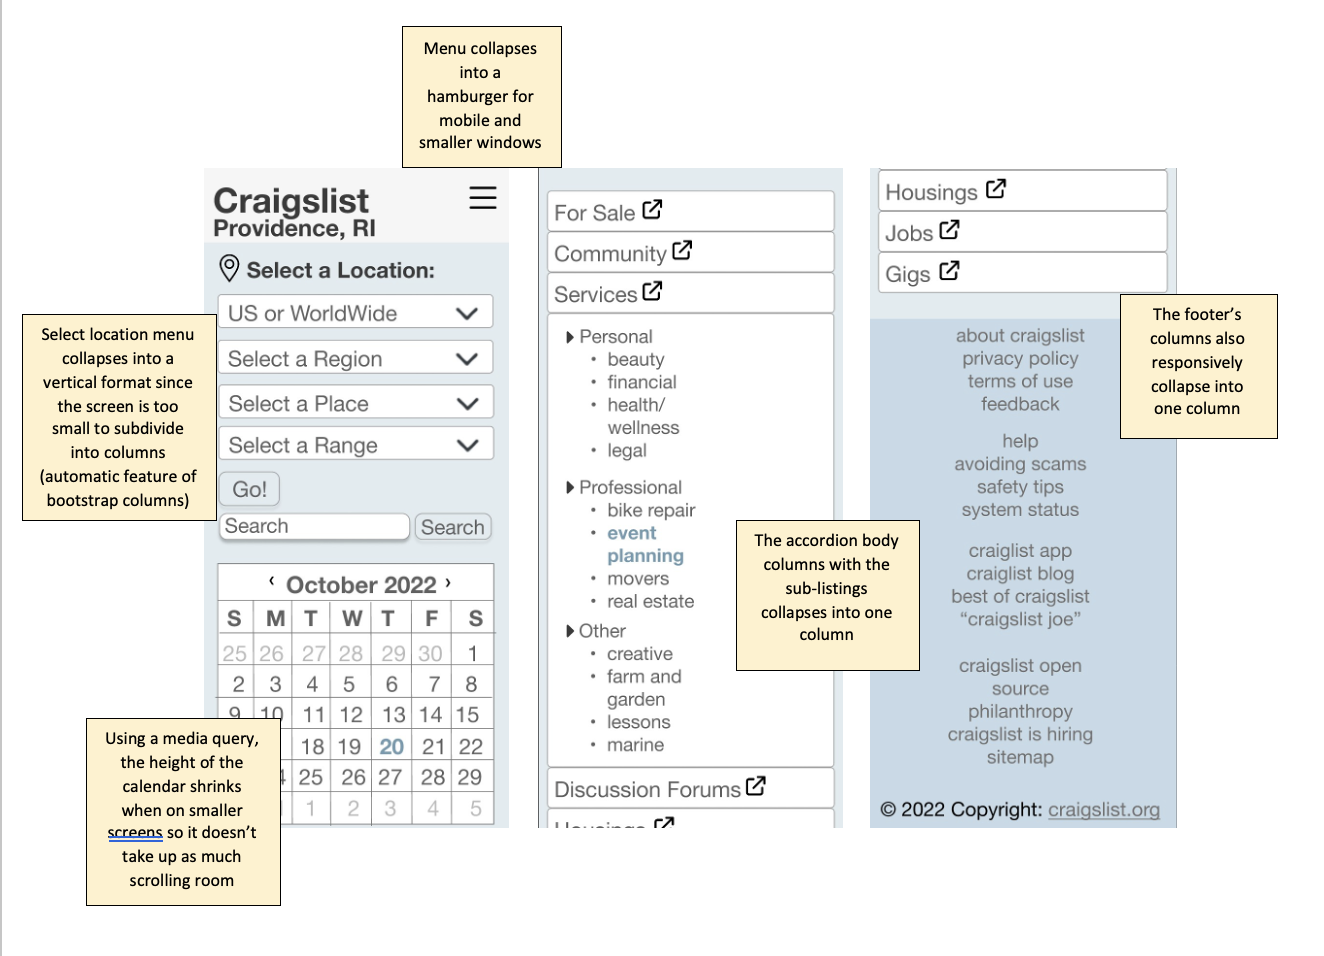 Menu collapses
into a
hamburger for
mobile and
smaller windows
Craigslist
Providence, RI
Select a Location:
US or WorldWide
Select a Region
Select a Place
Select a Range
Go!
Search Search
‹ October 2022 ›
S M T W T F S
25 26 27 28 29 30 1
2 3 4 5 6 7 8
9 10 11 12 13 14 15
18 19 20 21 22
25 26 27 28 29
1 2 3 4 5
Select location menu
collapses into a
vertical format since
the screen is too
small to subdivide
into columns
(automatic feature of
bootstrap columns)
Using a media query,
the height of the
calendar shrinks
when on smaller
screens so it doesn't
take up as much
scrolling room
For Sale
Community
Services
Personal
• beauty
• financial
• health/
wellness
• legal
Professional
• bike repair
• event
planning
• movers
• real estate
Other
• creative
• farm and
garden
• lessons
• marine
Discussion Forums
Housings
The accordion body
columns with the
sub-listings
collapses into one
column
Housings
Jobs
Gigs
about craigslist
privacy policy
terms of use
feedback
help
avoiding scams
safety tips
system status
craiglist app
craiglist blog
best of craigslist
“craigslist joe”
craigslist open
source
philanthropy
craigslist is hiring
sitemap
© 2022 Copyright: craigslist.org
The footer's
columns also
responsively
collapse into
one column